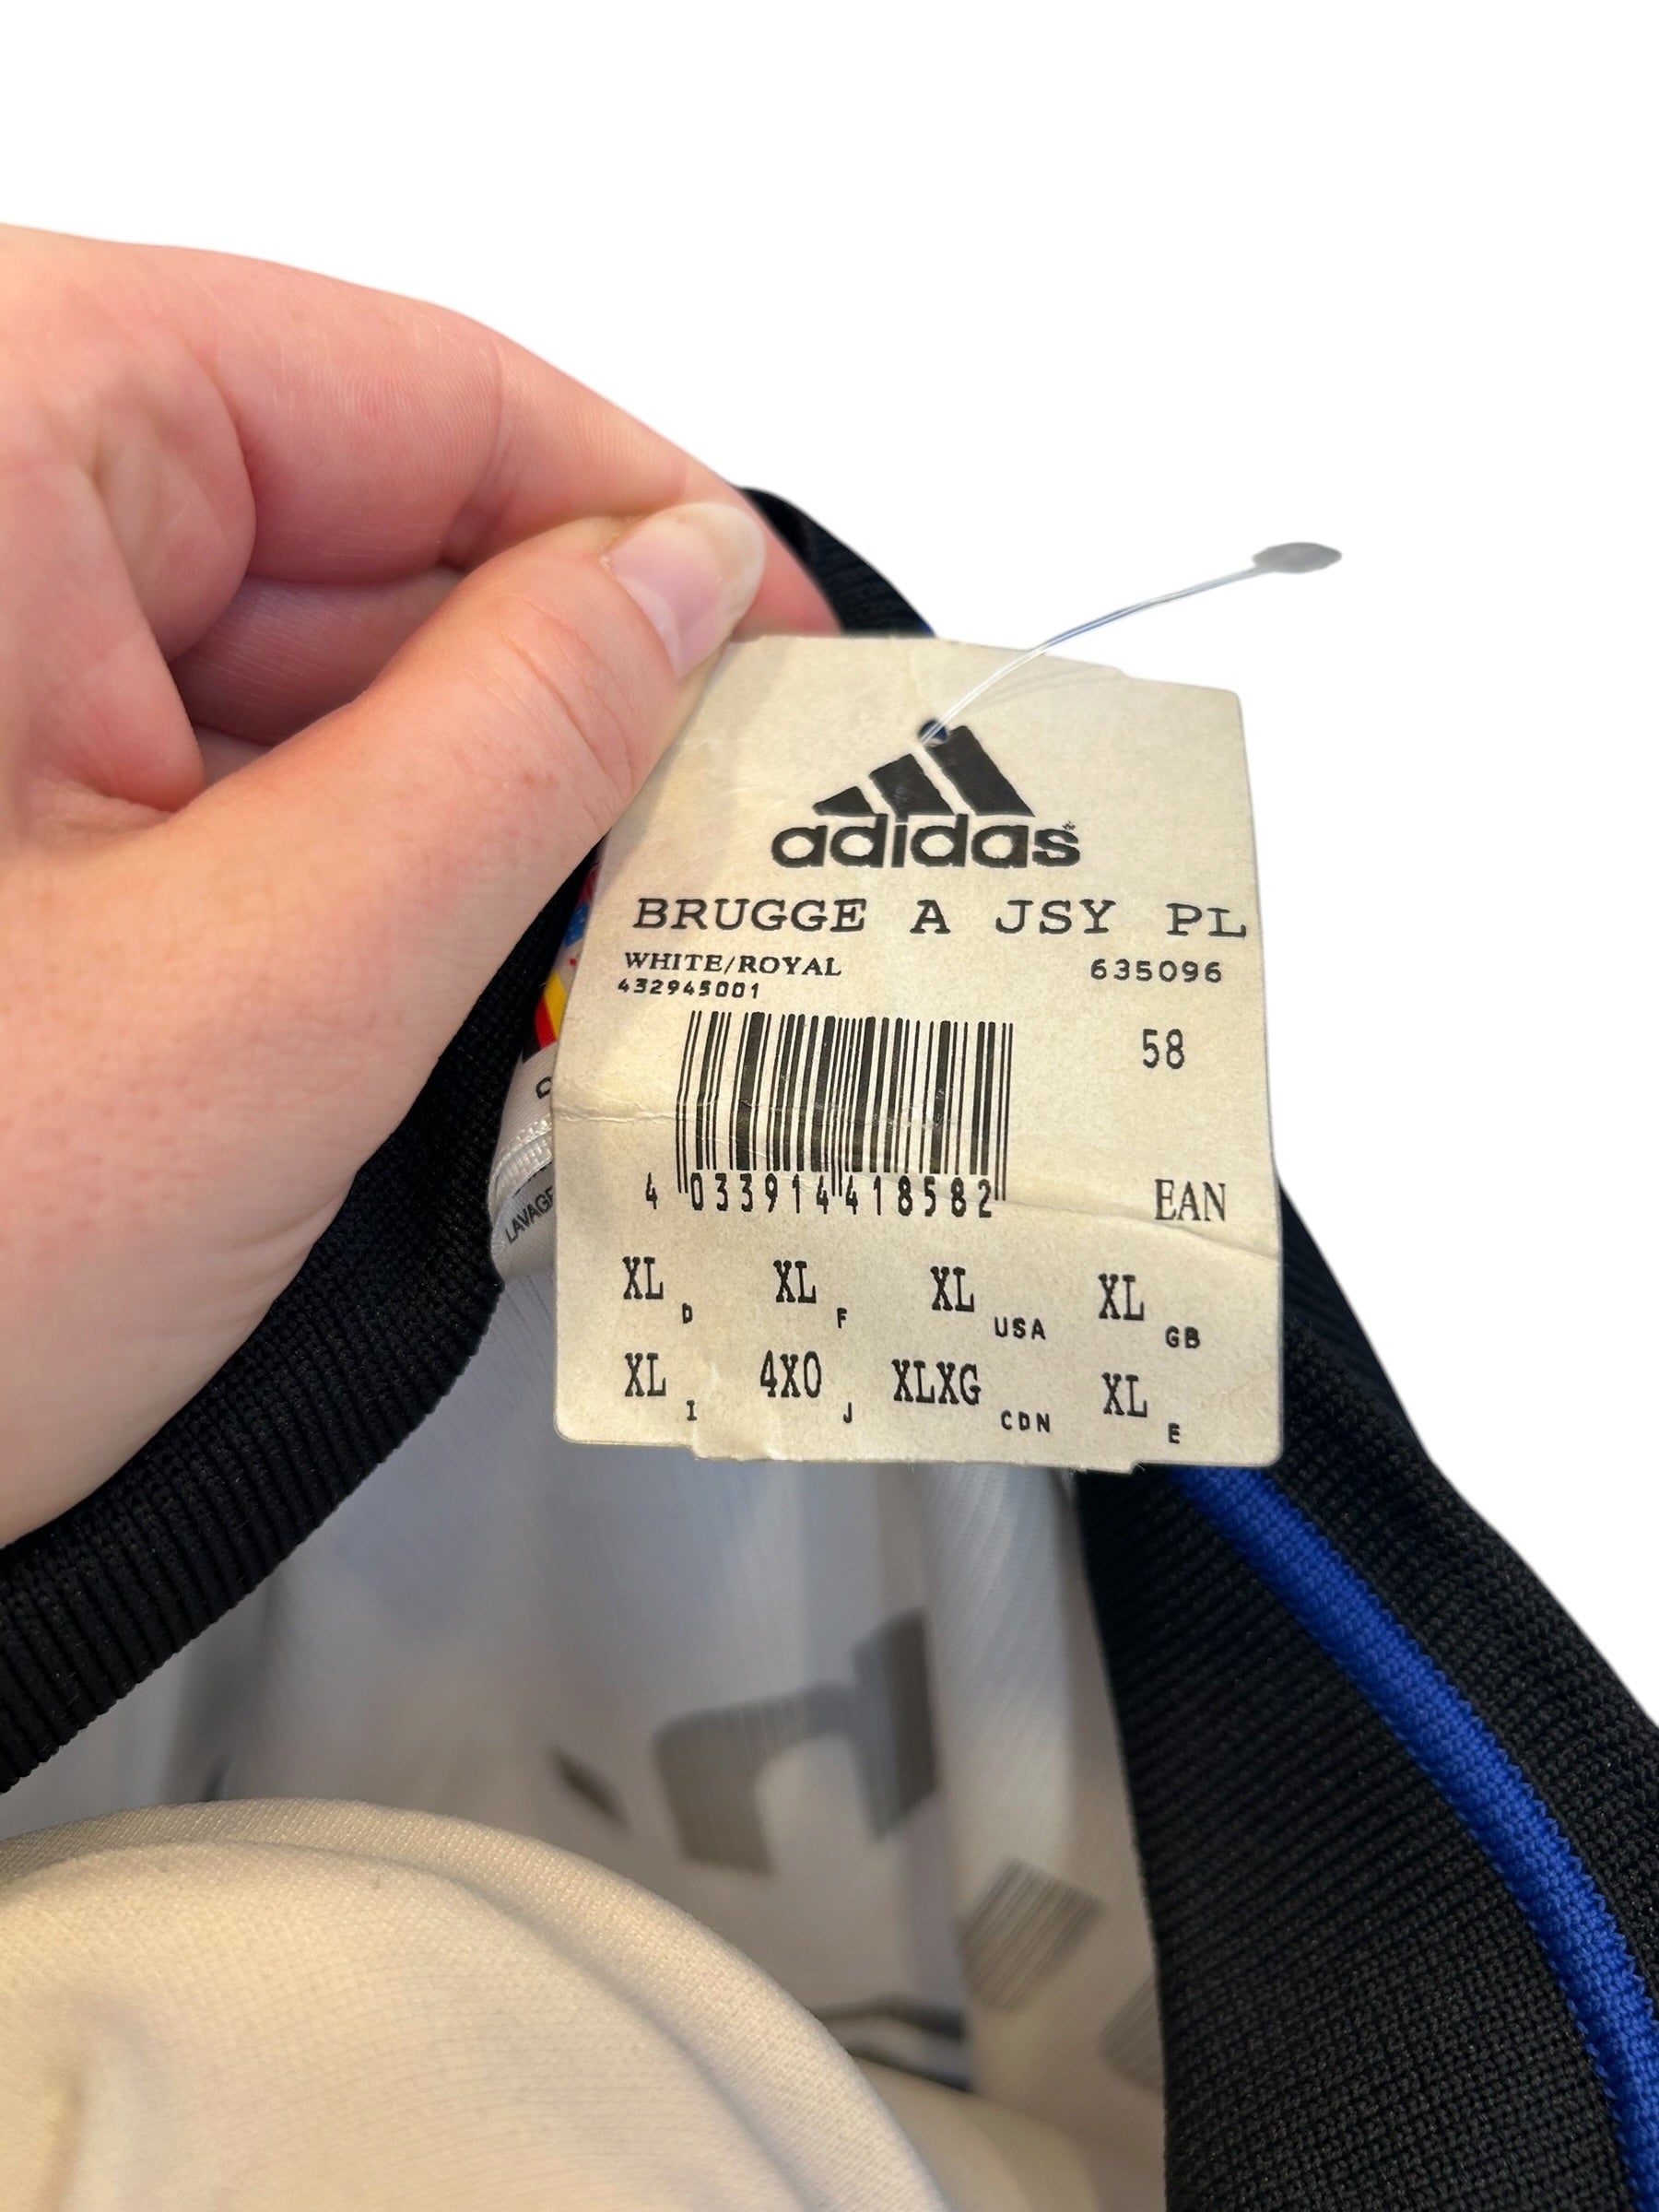 adidas
BRUGGE A JSY PL
WHITE/ROYAL 635096
432945001
58
4 033914 418582
EAN
XL D XL F XL USA XL GB
XL I 4XO J XLXG CDN XL E
LAVAGE